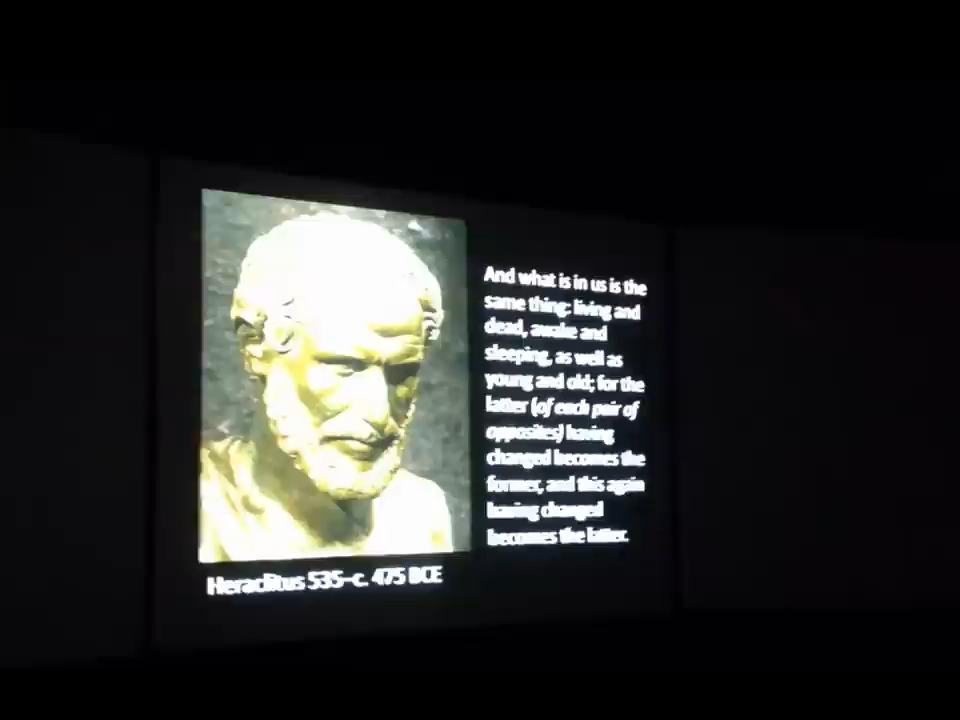 And what is in us is the
same thing: living and
dead, awake and
sleeping, as well as
young and old; for the
latter (of each pair of
opposites) having
changed becomes the
former, and this again
having changed
becomes the latter.
Heraclitus 535–c. 475 BCE